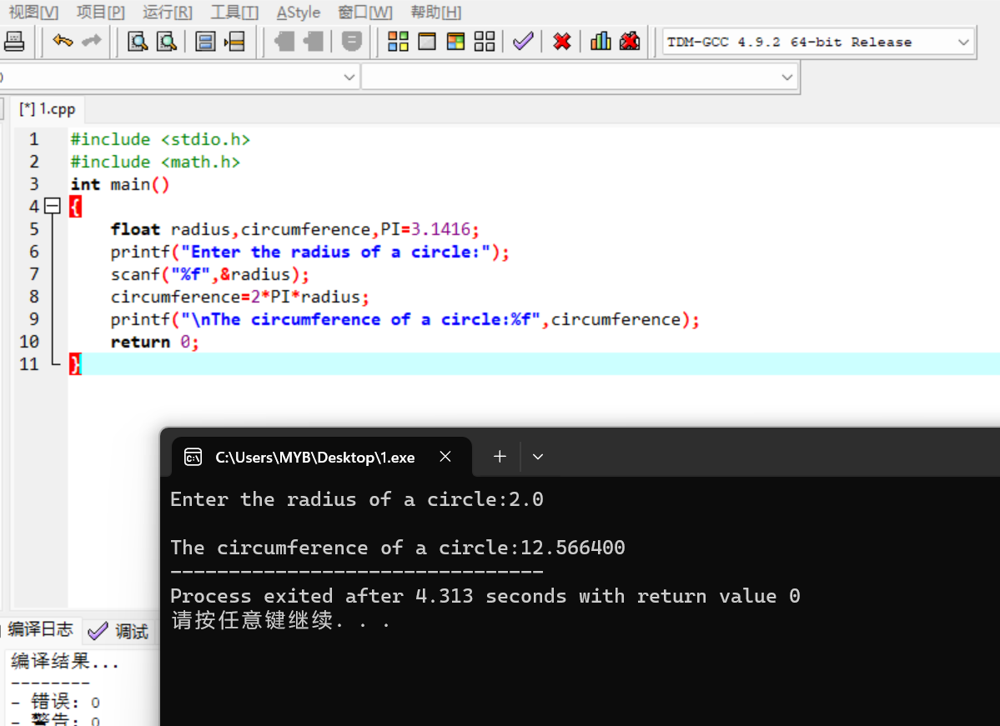 视图[V] 项目[P] 运行[R] 工具[T] AStyle 窗口[W] 帮助[H]
TDM-GCC 4.9.2 64-bit Release
)
[*] 1.cpp
1 #include <stdio.h>
2 #include <math.h>
3 int main()
4 {
5 float radius,circumference,PI=3.1416;
6 printf("Enter the radius of a circle:");
7 scanf("%f",&radius);
8 circumference=2*PI*radius;
9 printf("\nThe circumference of a circle:%f",circumference);
10 return 0;
11 }
C:\Users\MYB\Desktop\1.exe
Enter the radius of a circle:2.0
The circumference of a circle:12.566400
--------------------------------
Process exited after 4.313 seconds with return value 0
请按任意键继续. . .
编译日志 调试
编译结果...
--------
- 错误: 0
- 警告: 0